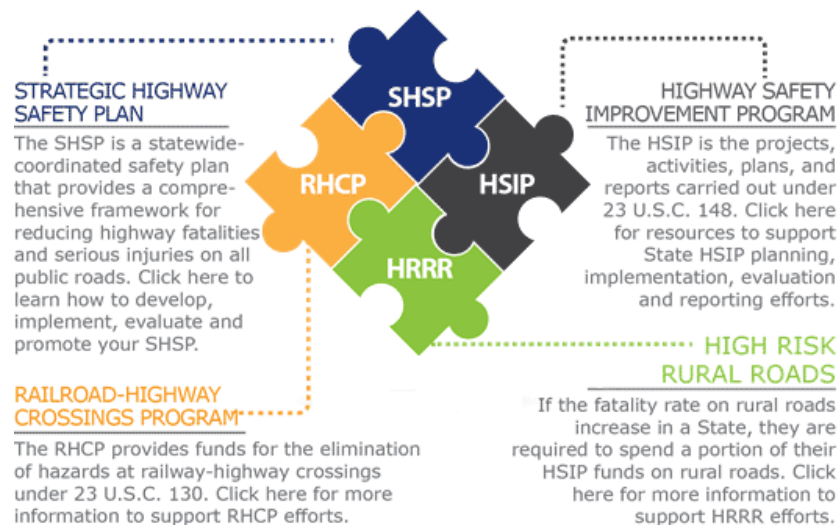 STRATEGIC HIGHWAY
SAFETY PLAN
The SHSP is a statewide-
coordinated safety plan
that provides a compre-
hensive framework for
reducing highway fatalities
and serious injuries on all
public roads. Click here to
learn how to develop,
implement, evaluate and
promote your SHSP.
SHSP
RHCP
HSIP
HRRR
HIGHWAY SAFETY
IMPROVEMENT PROGRAM
The HSIP is the projects,
activities, plans, and
reports carried out under
23 U.S.C. 148. Click here
for resources to support
State HSIP planning,
implementation, evaluation
and reporting efforts.
RAILROAD-HIGHWAY
CROSSINGS PROGRAM
The RHCP provides funds for the elimination
of hazards at railway-highway crossings
under 23 U.S.C. 130. Click here for more
information to support RHCP efforts.
HIGH RISK
RURAL ROADS
If the fatality rate on rural roads
increase in a State, they are
required to spend a portion of their
HSIP funds on rural roads. Click
here for more information to
support HRRR efforts.